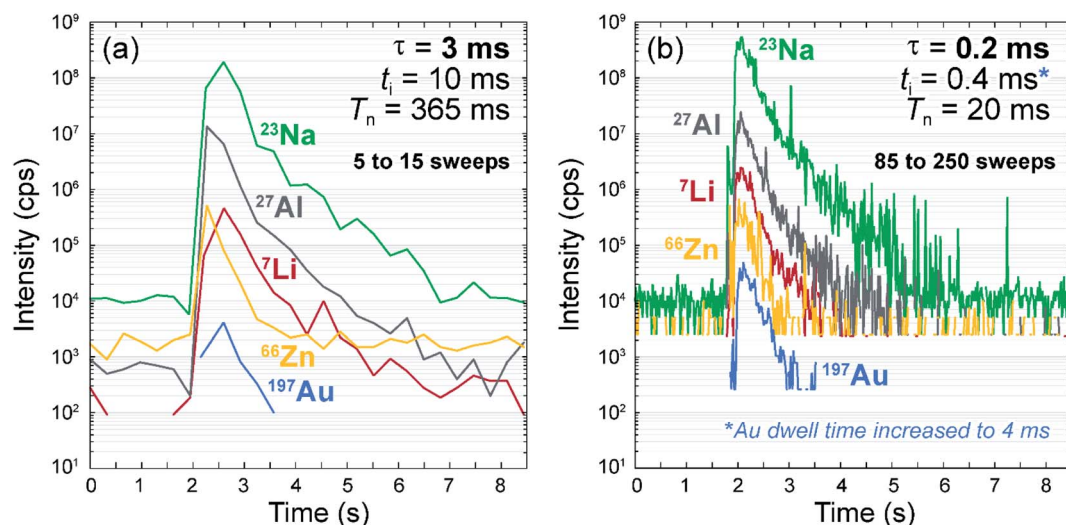 (a)
τ = 3 ms
tᵢ = 10 ms
Tₙ = 365 ms
5 to 15 sweeps
²³Na
²⁷Al
⁷Li
⁶⁶Zn
¹⁹⁷Au
Intensity (cps)
10⁹
10⁸
10⁷
10⁶
10⁵
10⁴
10³
10²
10¹
0 1 2 3 4 5 6 7 8
Time (s)
(b)
τ = 0.2 ms
tᵢ = 0.4 ms*
Tₙ = 20 ms
85 to 250 sweeps
²³Na
²⁷Al
⁷Li
⁶⁶Zn
¹⁹⁷Au
*Au dwell time increased to 4 ms
Intensity (cps)
10⁹
10⁸
10⁷
10⁶
10⁵
10⁴
10³
10²
10¹
0 1 2 3 4 5 6 7 8
Time (s)